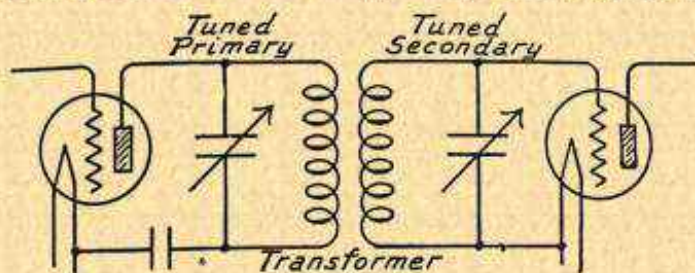 Tuned
Primary
Tuned
Secondary
Transformer